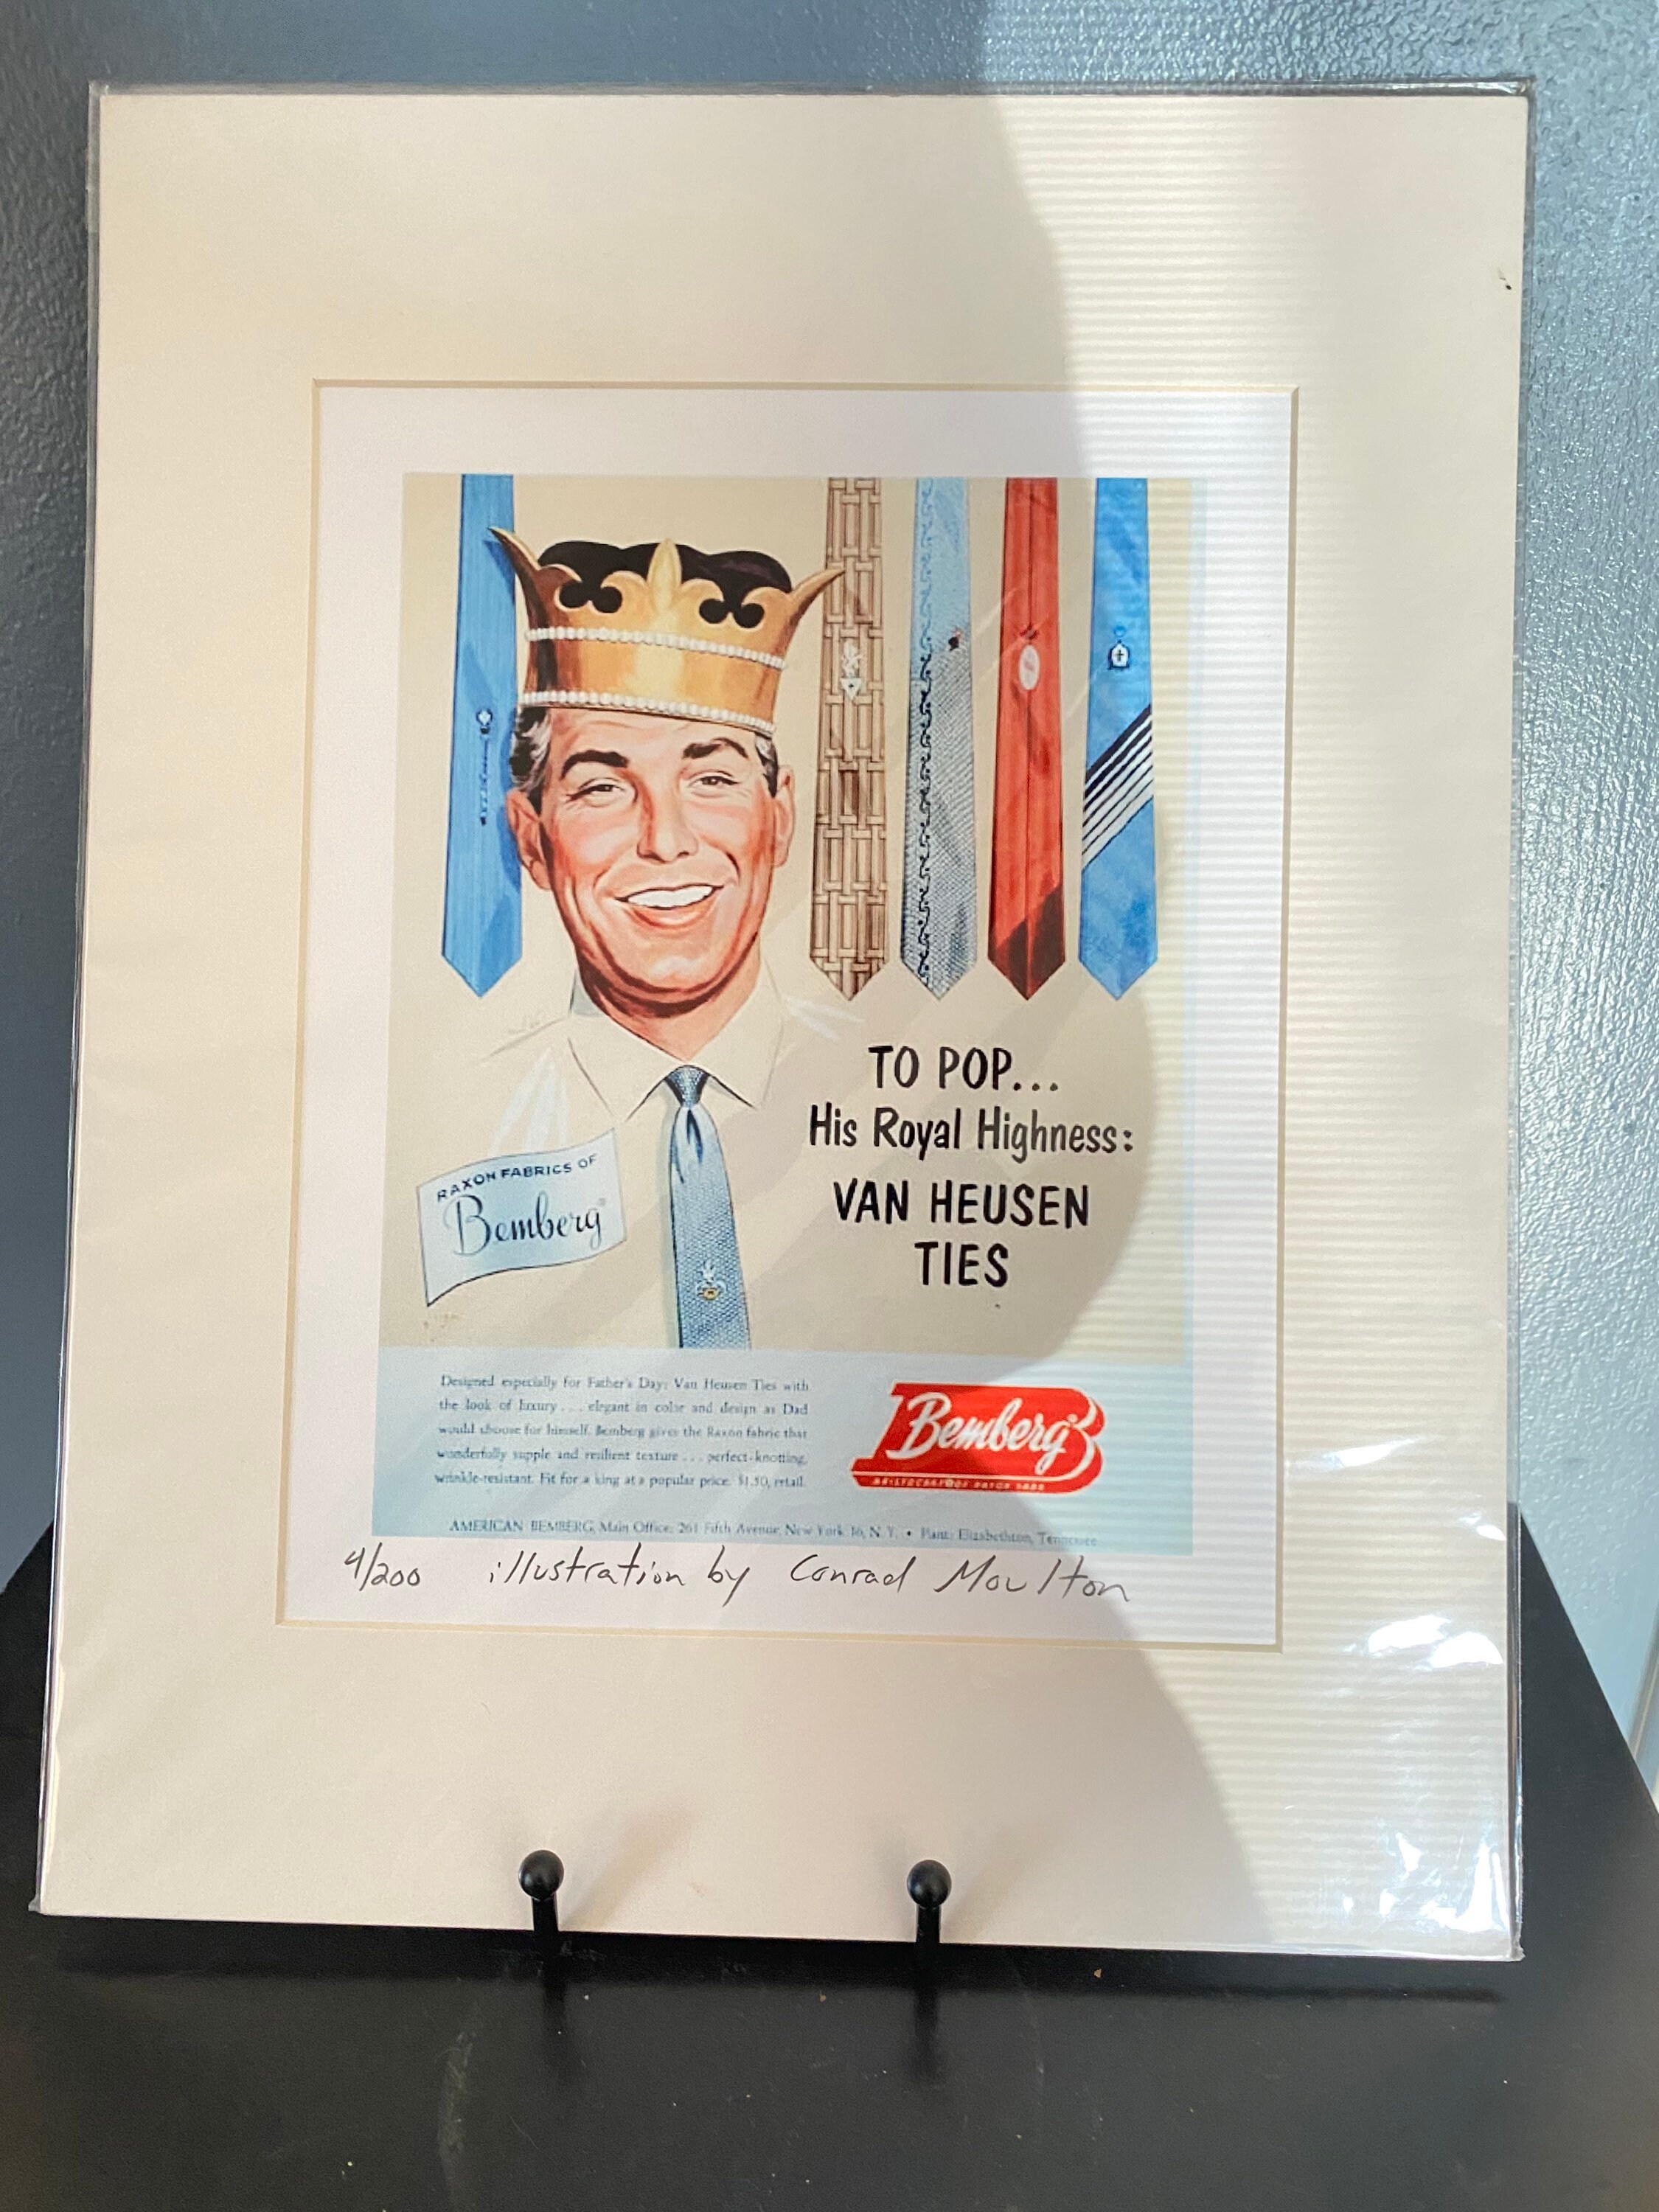 TO POP...
His Royal Highness:
VAN HEUSEN
TIES
RAXON FABRICS OF
Bemberg®
Designed especially for Father's Day: Van Heusen Ties with
the look of luxury . . . elegant in color and design as Dad
would choose for himself. Bemberg gives the Raxon fabric that
wonderfully supple and resilient texture . . . perfect-knotting,
wrinkle-resistant. Fit for a king at a popular price. $1.50, retail.
Bemberg®
AMERICAN BEMBERG, Main Office: 261 Fifth Avenue, New York 16, N. Y. • Plant: Elizabethton, Tennessee
4/200 illustration by Conrad Moulton